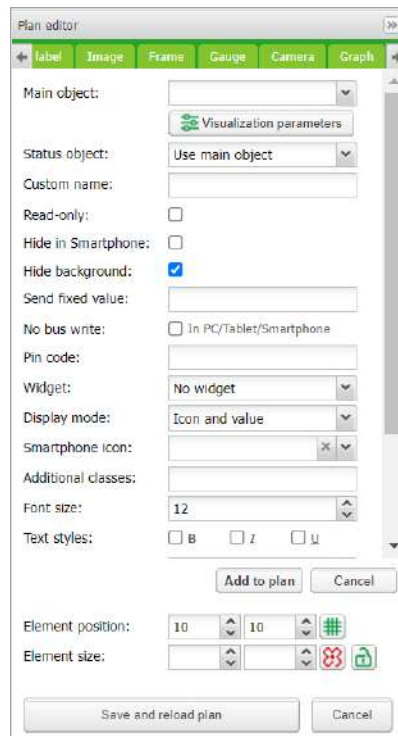 Plan editor
label Image Frame Gauge Camera Graph
Main object:
Visualization parameters
Status object: Use main object
Custom name:
Read-only:
Hide in Smartphone:
Hide background:
Send fixed value:
No bus write: In PC/Tablet/Smartphone
Pin code:
Widget: No widget
Display mode: Icon and value
Smartphone icon:
Additional classes:
Font size: 12
Text styles: B I U
Add to plan Cancel
Element position: 10 10
Element size:
Save and reload plan Cancel